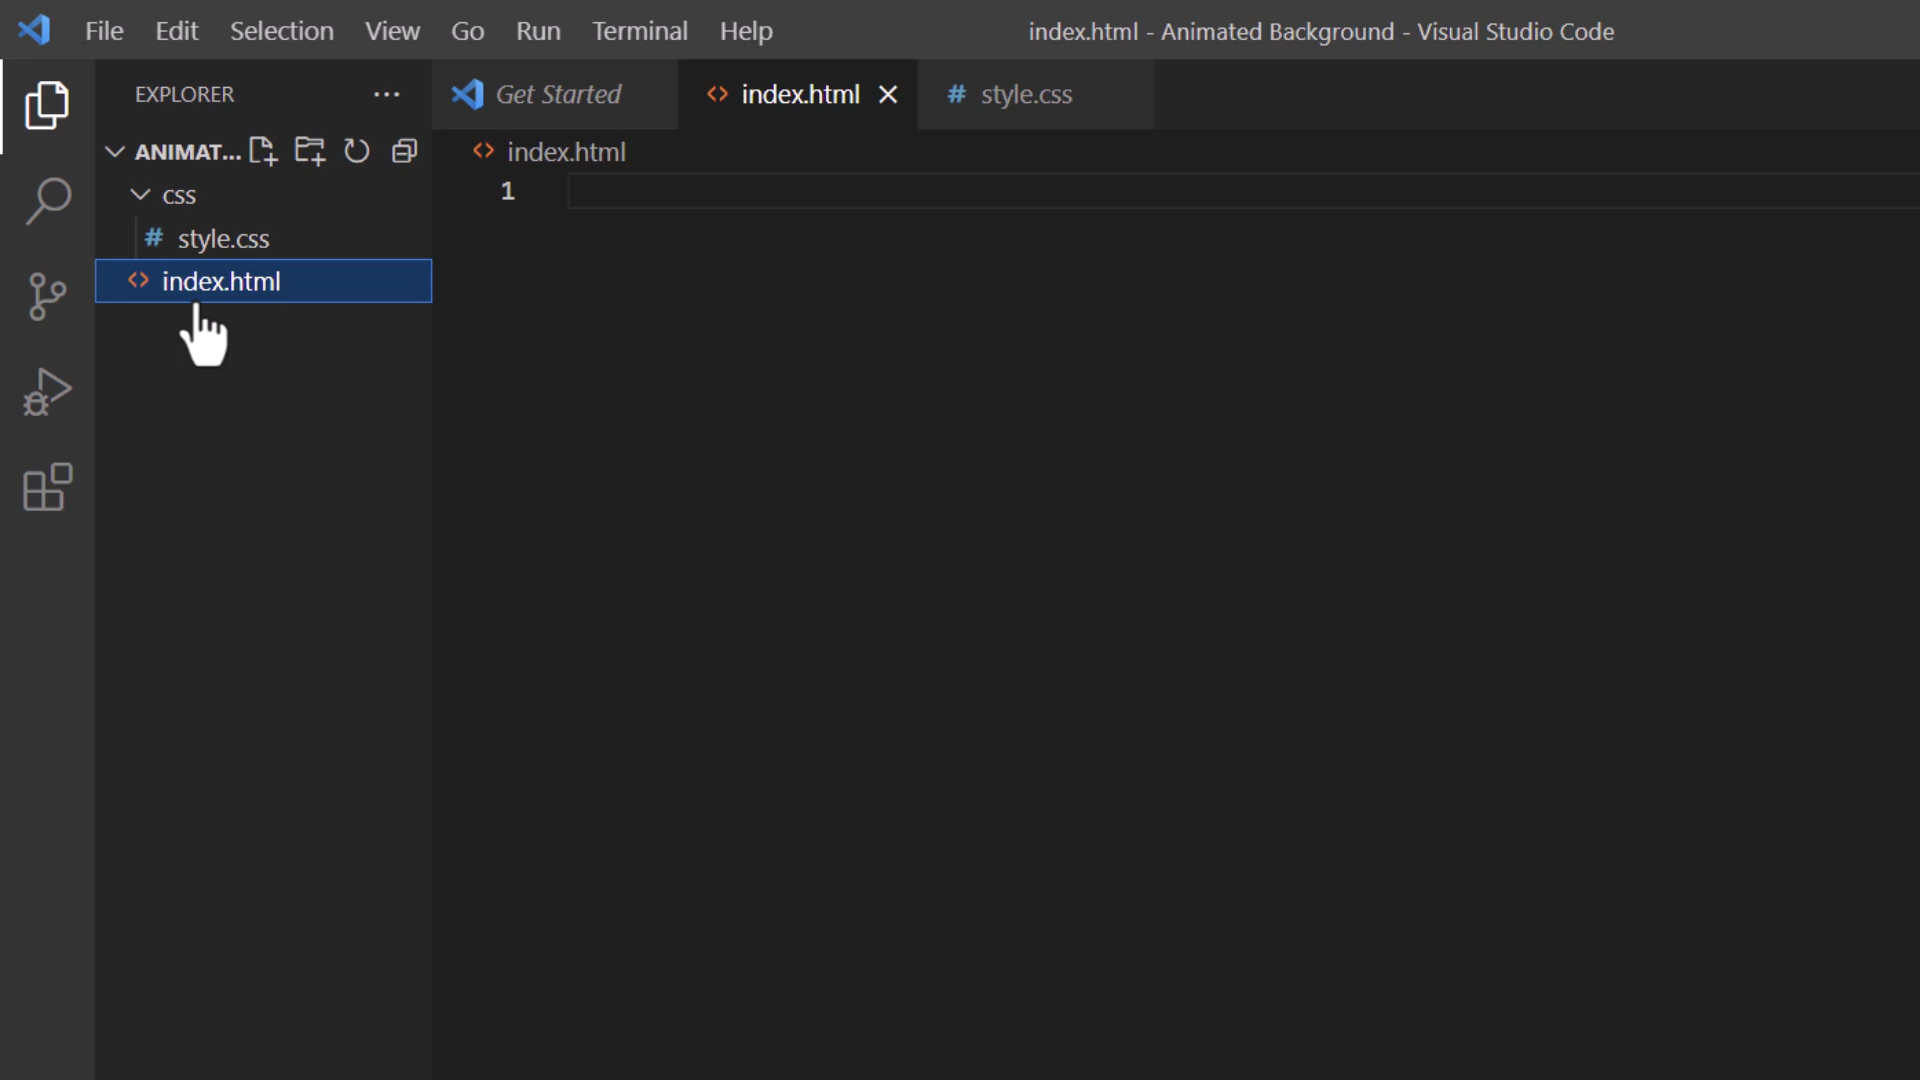 File Edit Selection View Go Run Terminal Help index.html - Animated Background - Visual Studio Code
EXPLORER ···
Get Started index.html style.css
ANIMAT...
index.html
css
1
style.css
index.html